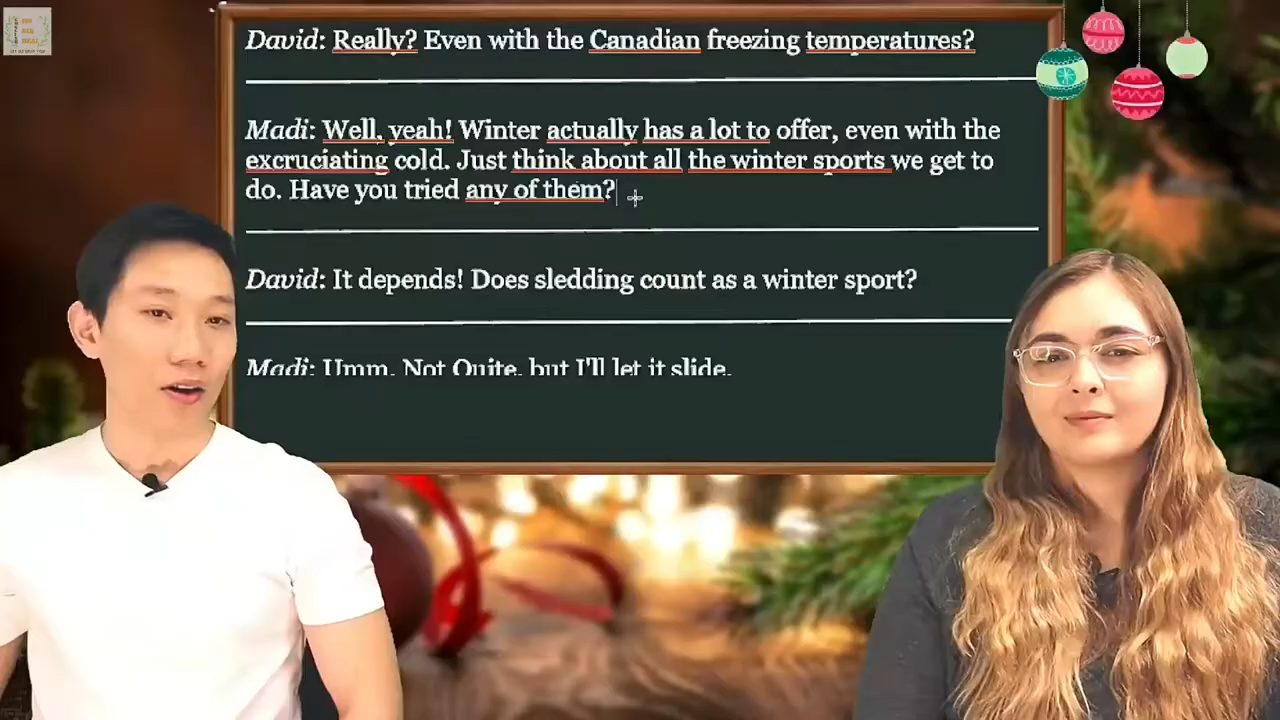 David: Really? Even with the Canadian freezing temperatures?
Madi: Well, yeah! Winter actually has a lot to offer, even with the
excruciating cold. Just think about all the winter sports we get to
do. Have you tried any of them?
David: It depends! Does sledding count as a winter sport?
Madi: Umm. Not Quite. but I'll let it slide.